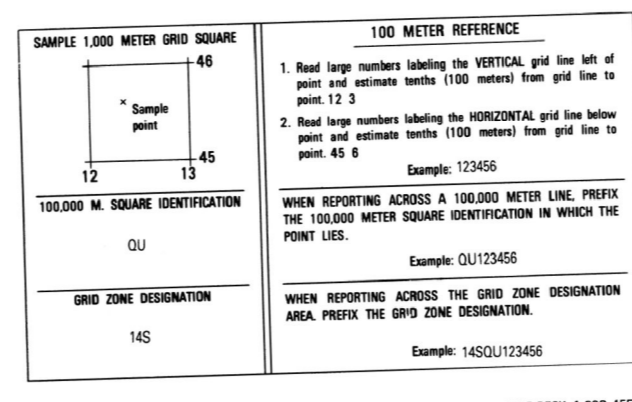 SAMPLE 1,000 METER GRID SQUARE
46
× Sample
point
45
12 13
100,000 M. SQUARE IDENTIFICATION
QU
GRID ZONE DESIGNATION
14S
100 METER REFERENCE
1. Read large numbers labeling the VERTICAL grid line left of
point and estimate tenths (100 meters) from grid line to
point. 12 3
2. Read large numbers labeling the HORIZONTAL grid line below
point and estimate tenths (100 meters) from grid line to
point. 45 6
Example: 123456
WHEN REPORTING ACROSS A 100,000 METER LINE, PREFIX
THE 100,000 METER SQUARE IDENTIFICATION IN WHICH THE
POINT LIES.
Example: QU123456
WHEN REPORTING ACROSS THE GRID ZONE DESIGNATION
AREA. PREFIX THE GRID ZONE DESIGNATION.
Example: 14SQU123456